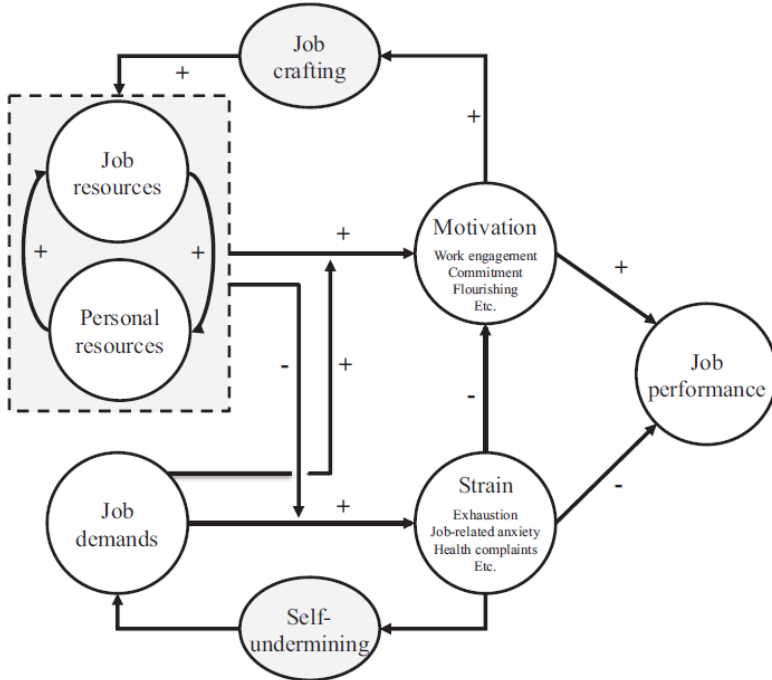 Job
crafting
+
+
Job
resources
+
+
Personal
resources
+
Motivation
Work engagement
Commitment
Flourishing
Etc.
+
-
+
-
Job
performance
Job
demands
+
Strain
Exhaustion
Job-related anxiety
Health complaints
Etc.
-
Self-
undermining